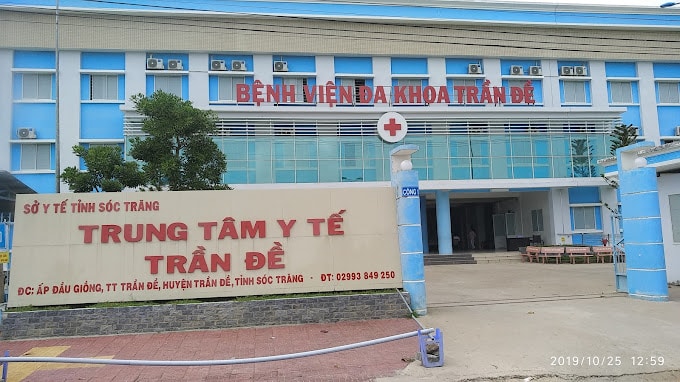 BỆNH VIỆN ĐA KHOA TRẦN ĐỀ
CỔNG 1
SỞ Y TẾ TỈNH SÓC TRĂNG
TRUNG TÂM Y TẾ
TRẦN ĐỀ
ĐC: ẤP ĐẦU GIỒNG, TT TRẦN ĐỀ, HUYỆN TRẦN ĐỀ, TỈNH SÓC TRĂNG - ĐT: 02993 849 250
2019/10/25 12:59